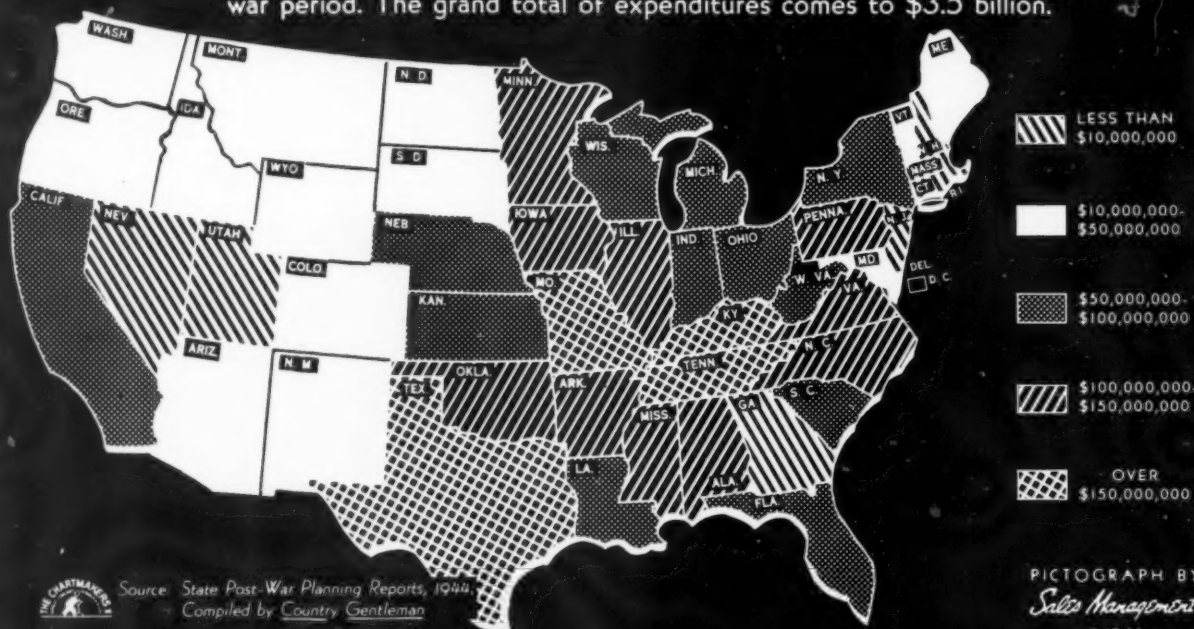 war period. The grand total of expenditures comes to $3.5 billion.
WASH
MONT.
N. D.
MINN.
ME
ORE.
IDA
VT
N. H.
WIS.
MICH.
N. Y.
MASS
CT
R.I.
WYO
S. D
CALIF
NEV
UTAH
NEB
IOWA
ILL.
IND.
OHIO
PENNA.
N. J.
MD
DEL
D. C.
COLO
KAN.
MO.
W. VA.
VA
KY
ARIZ.
N. M.
OKLA.
TEX
ARK.
TENN
N. C.
S. C.
MISS.
ALA.
GA.
LA.
FLA
LESS THAN
$10,000,000
$10,000,000-
$50,000,000
$50,000,000-
$100,000,000
$100,000,000-
$150,000,000
OVER
$150,000,000
THE CHARTMAKERS
Source: State Post-War Planning Reports, 1944.
Compiled by Country Gentleman
PICTOGRAPH BY
Sales Management